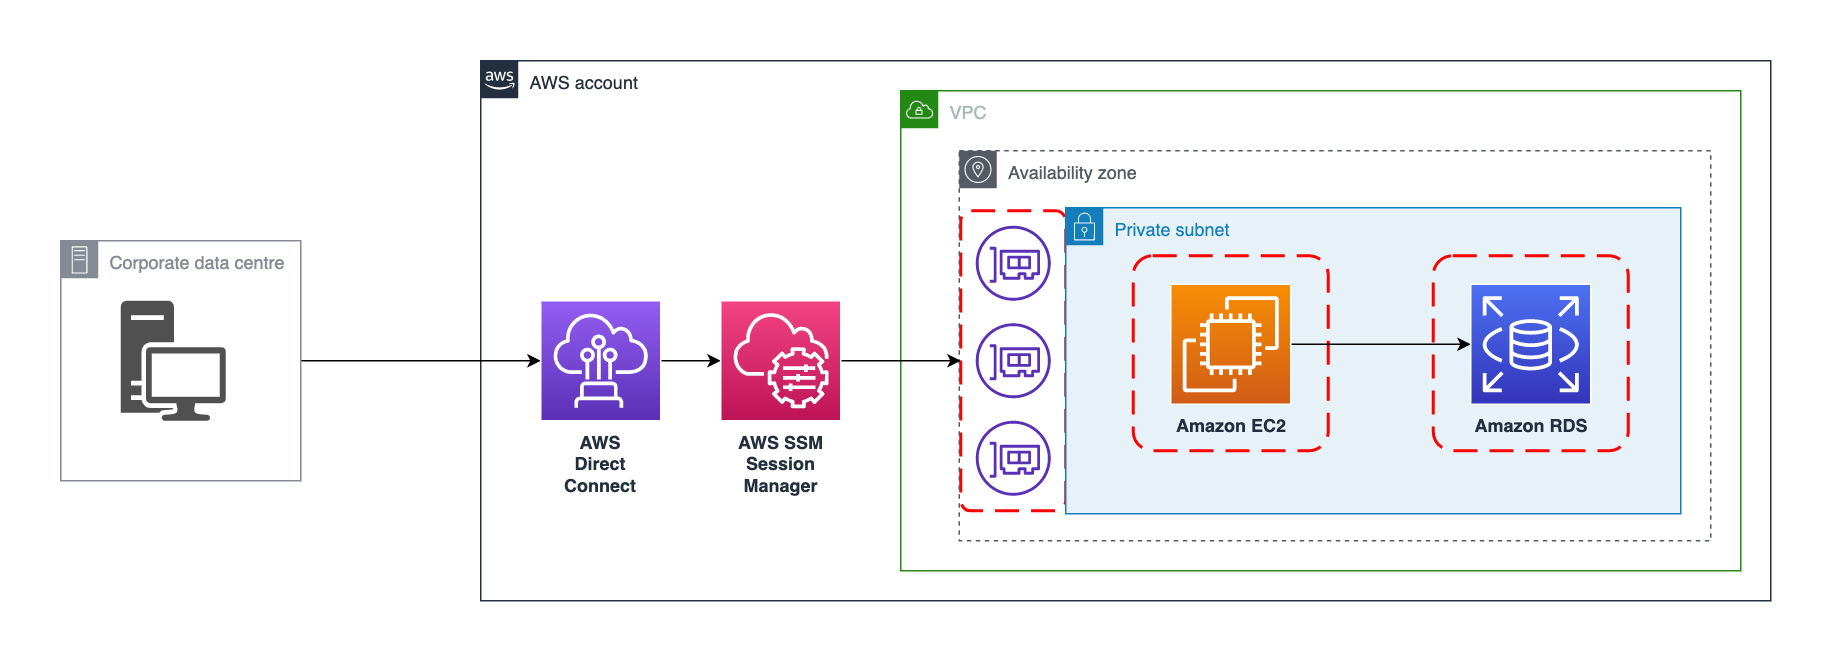 aws
AWS account
VPC
Availability zone
Private subnet
Corporate data centre
AWS
Direct
Connect
AWS SSM
Session
Manager
Amazon EC2
Amazon RDS